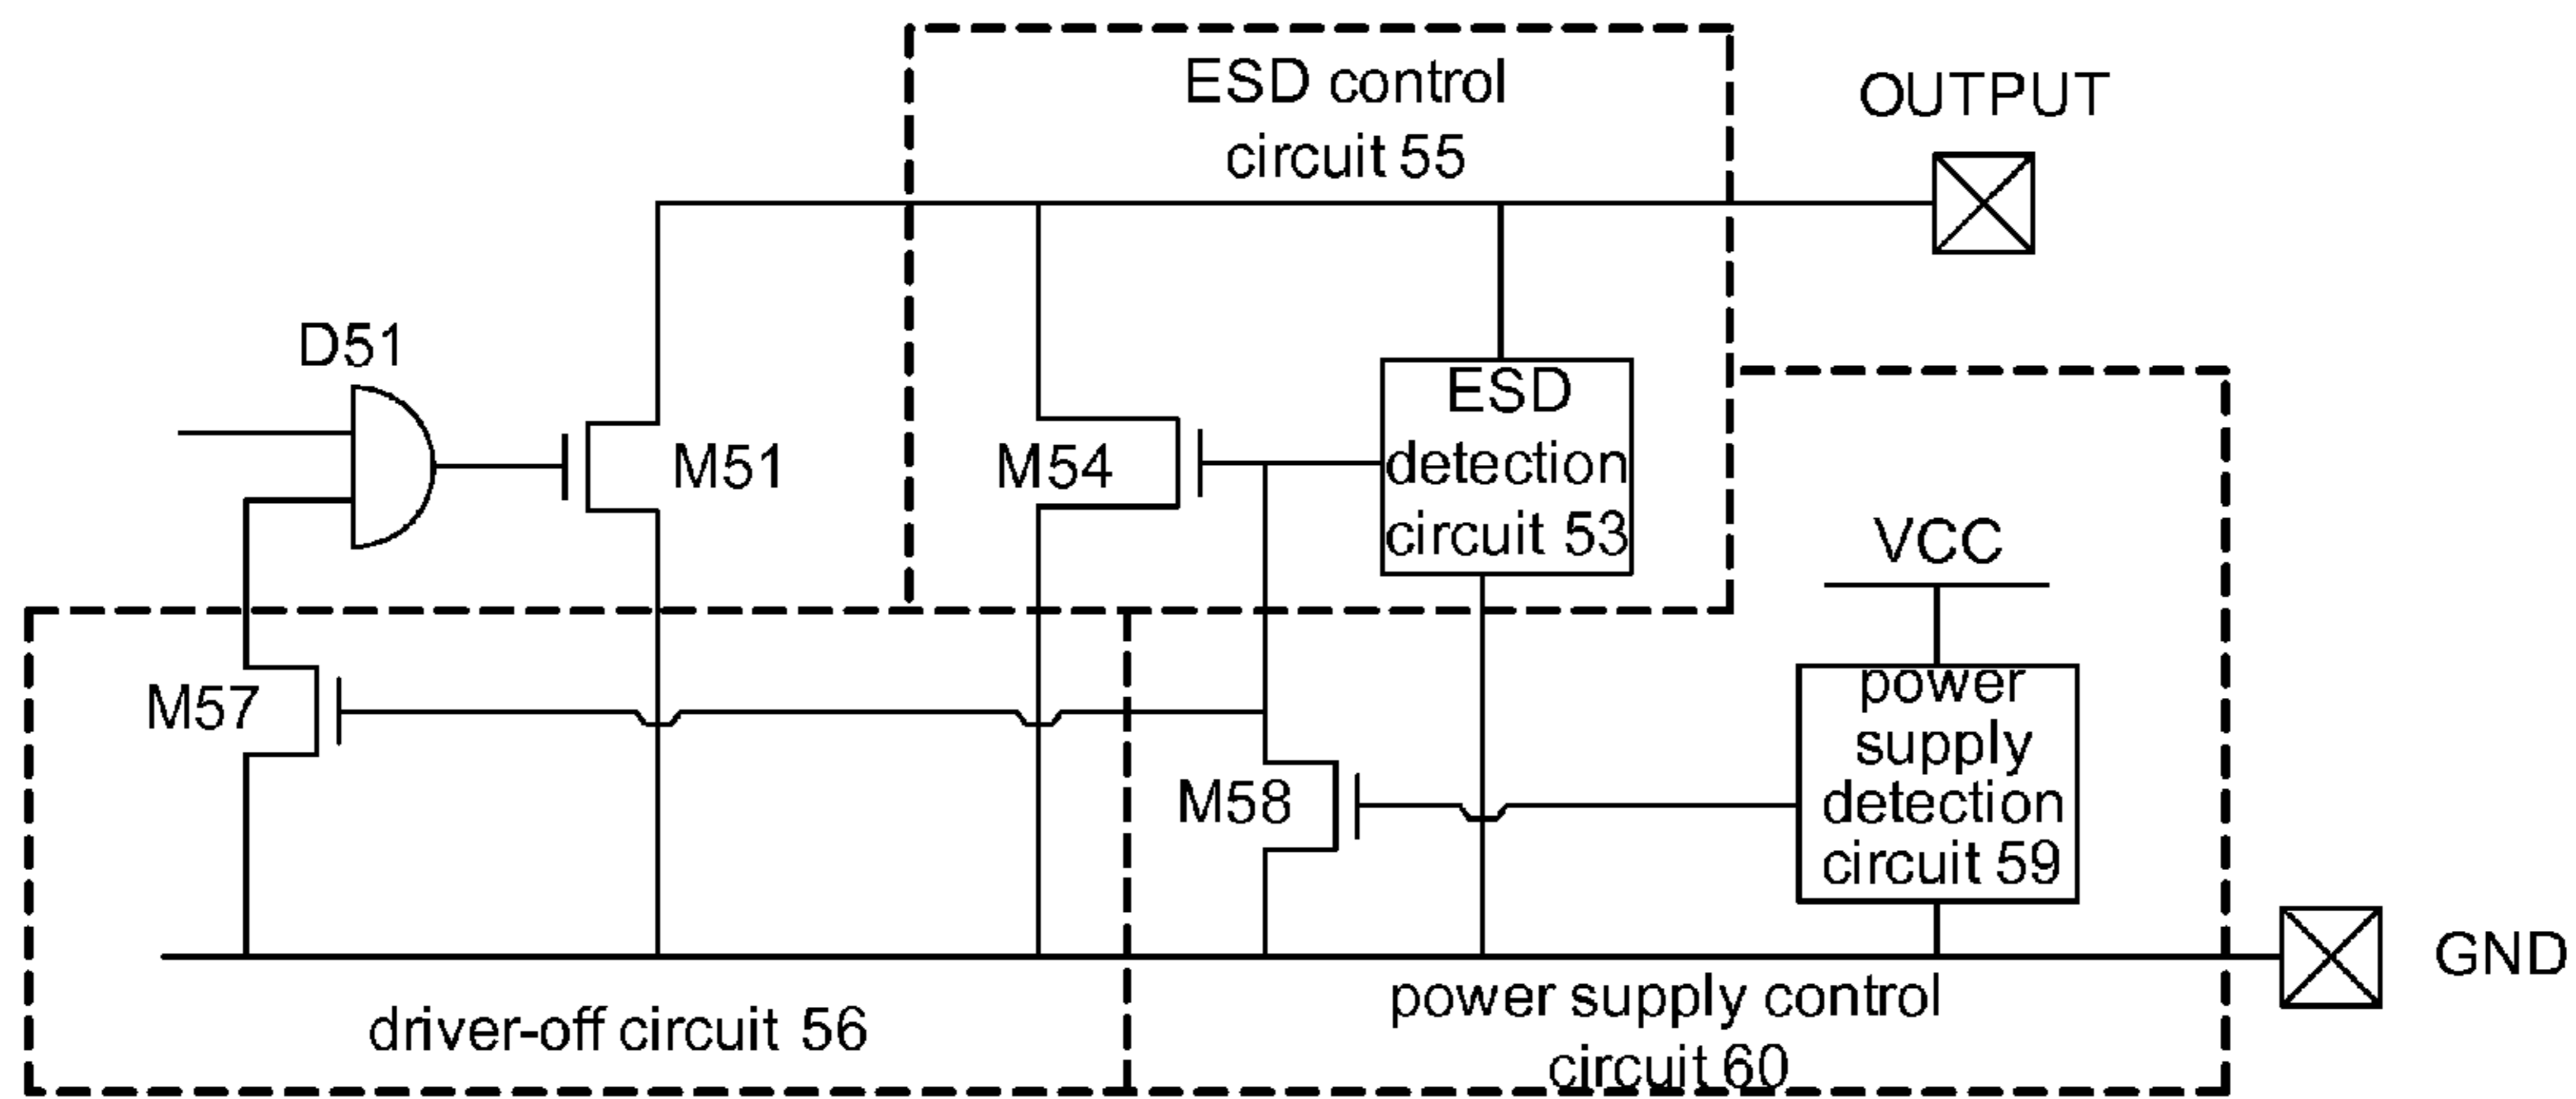 ESD control
circuit 55
OUTPUT
D51
M51
M54
ESD
detection
circuit 53
VCC
M57
M58
power
supply
detection
circuit 59
GND
driver-off circuit 56
power supply control
circuit 60